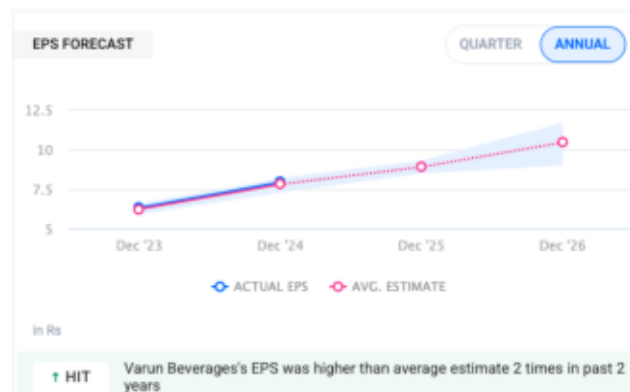 EPS FORECAST
QUARTER ANNUAL
12.5
10
7.5
5
Dec '23 Dec '24 Dec '25 Dec '26
ACTUAL EPS AVG. ESTIMATE
in Rs
↑ HIT Varun Beverages's EPS was higher than average estimate 2 times in past 2
years